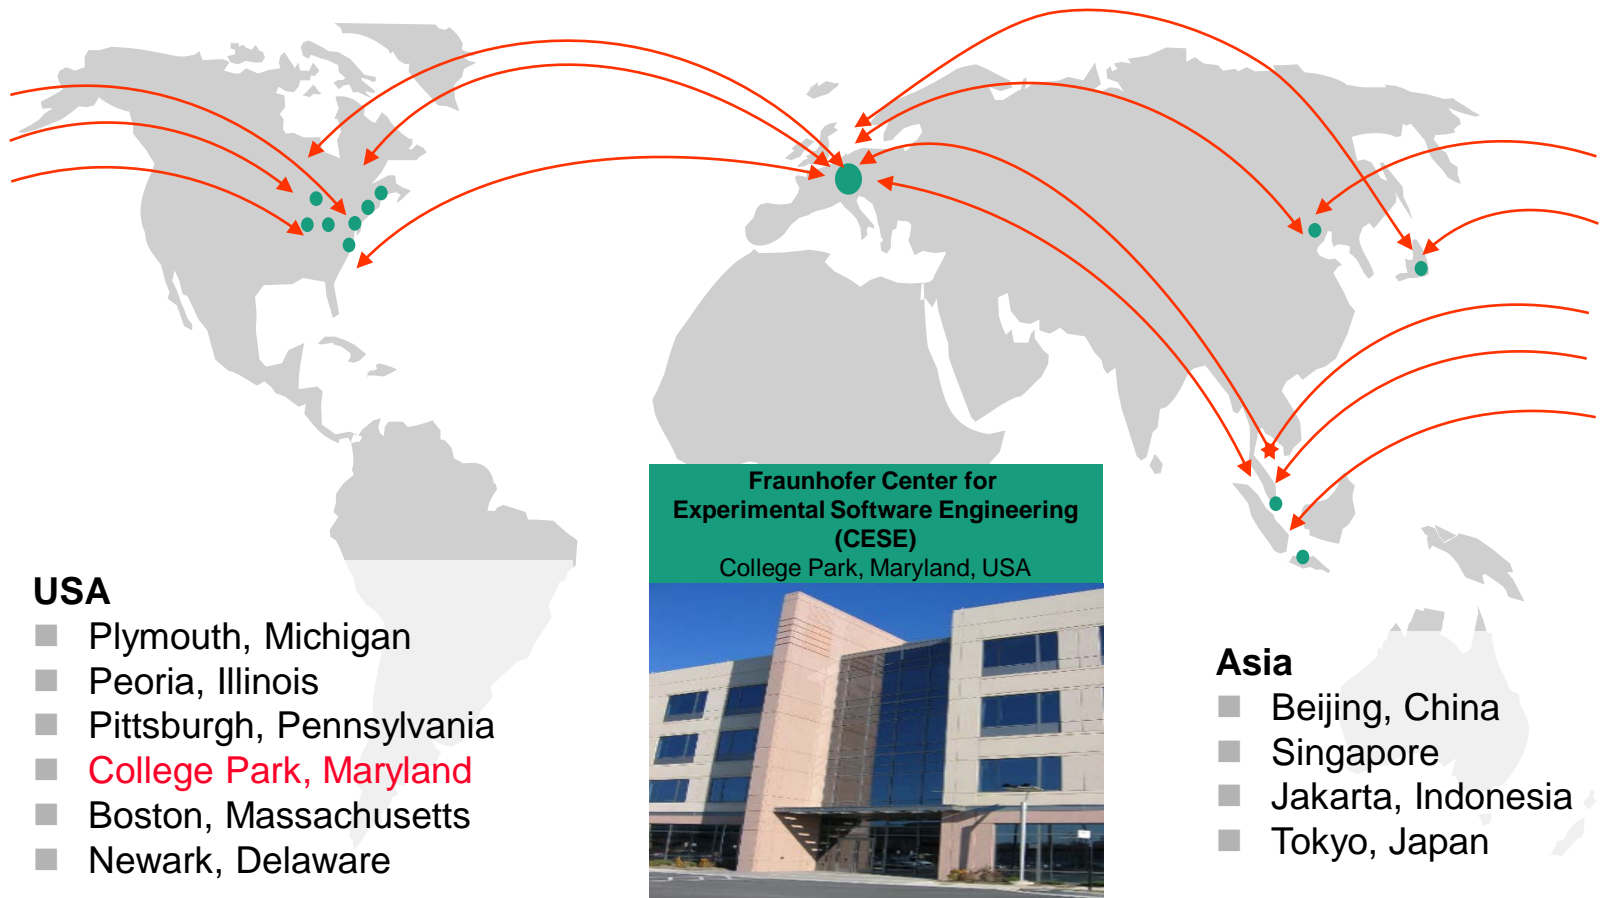 Fraunhofer Center for
Experimental Software Engineering
(CESE)
College Park, Maryland, USA
USA
Plymouth, Michigan
Peoria, Illinois
Pittsburgh, Pennsylvania
College Park, Maryland
Boston, Massachusetts
Newark, Delaware
Asia
Beijing, China
Singapore
Jakarta, Indonesia
Tokyo, Japan